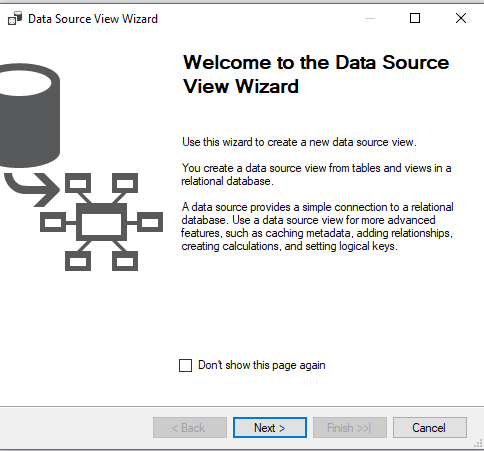 Data Source View Wizard
Welcome to the Data Source
View Wizard
Use this wizard to create a new data source view.
You create a data source view from tables and views in a
relational database.
A data source provides a simple connection to a relational
database. Use a data source view for more advanced
features, such as caching metadata, adding relationships,
creating calculations, and setting logical keys.
Don't show this page again
< Back
Next >
Finish >>|
Cancel